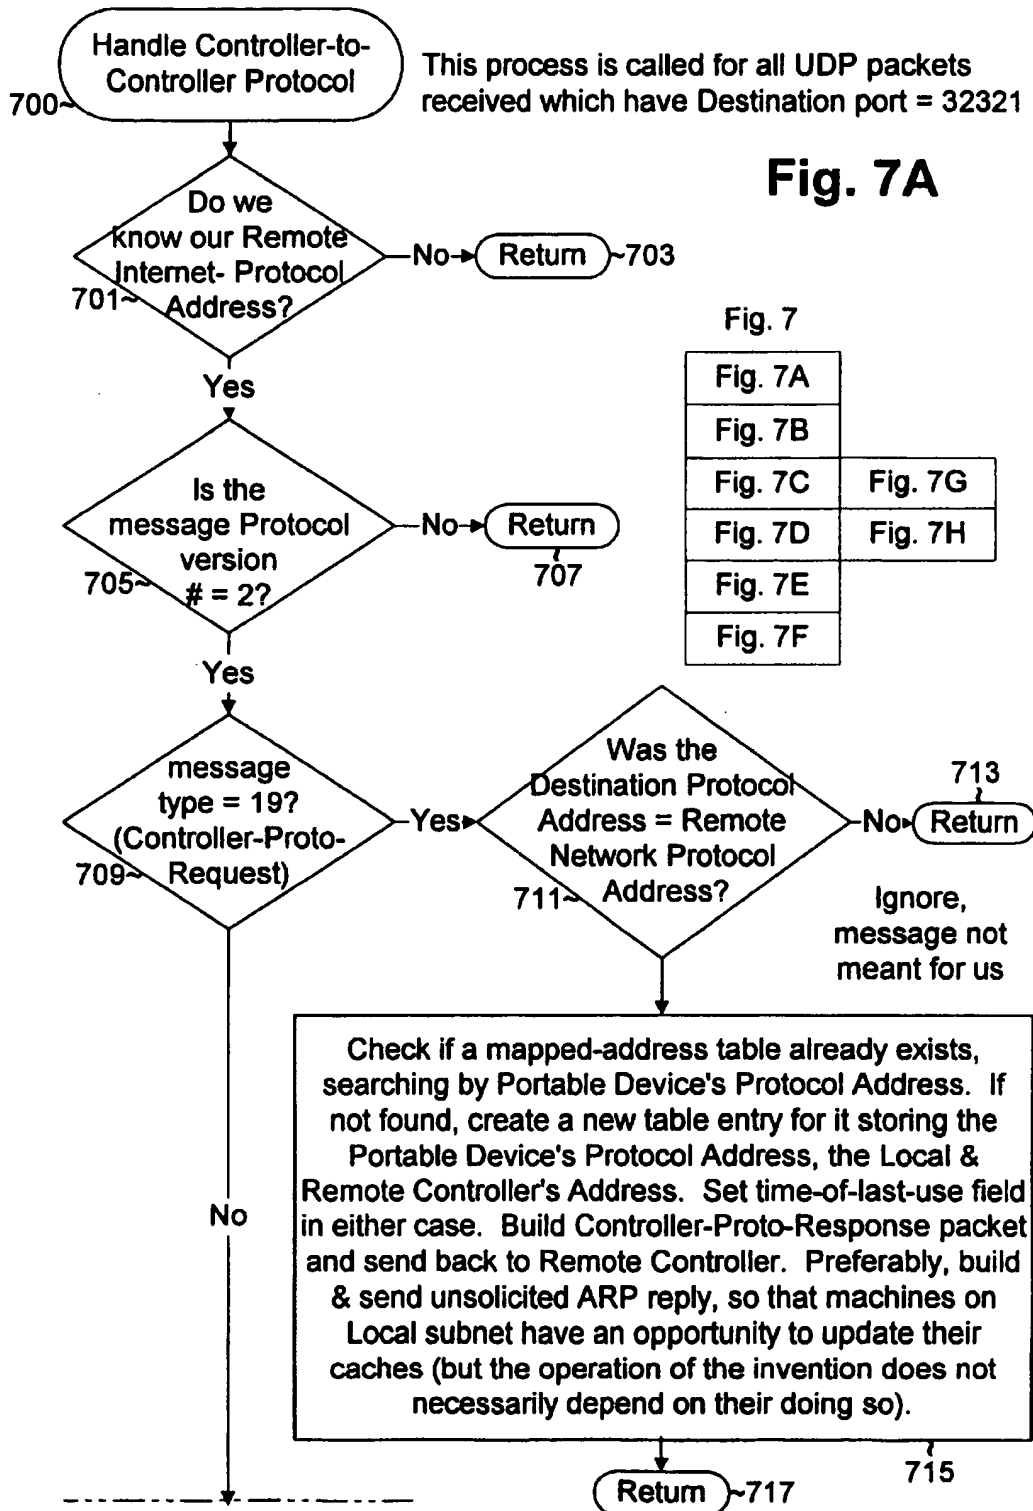 Handle Controller-to-
Controller Protocol
700~
This process is called for all UDP packets
received which have Destination port = 32321
Fig. 7A
Do we
know our Remote
Internet- Protocol
Address?
701~
No
Return
~703
Yes
Fig. 7
Fig. 7A
Fig. 7B
Fig. 7C
Fig. 7G
Fig. 7D
Fig. 7H
Fig. 7E
Fig. 7F
Is the
message Protocol
version
# = 2?
705~
No
Return
707
Yes
message
type = 19?
(Controller-Proto-
Request)
709~
Yes
Was the
Destination Protocol
Address = Remote
Network Protocol
Address?
711~
No
713
Return
Ignore,
message not
meant for us
No
Check if a mapped-address table already exists,
searching by Portable Device's Protocol Address. If
not found, create a new table entry for it storing the
Portable Device's Protocol Address, the Local &
Remote Controller's Address. Set time-of-last-use field
in either case. Build Controller-Proto-Response packet
and send back to Remote Controller. Preferably, build
& send unsolicited ARP reply, so that machines on
Local subnet have an opportunity to update their
caches (but the operation of the invention does not
necessarily depend on their doing so).
715
Return
~717